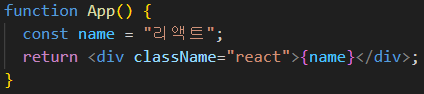 function App() {
  const name = "리액트";
  return <div className="react">{name}</div>;
}